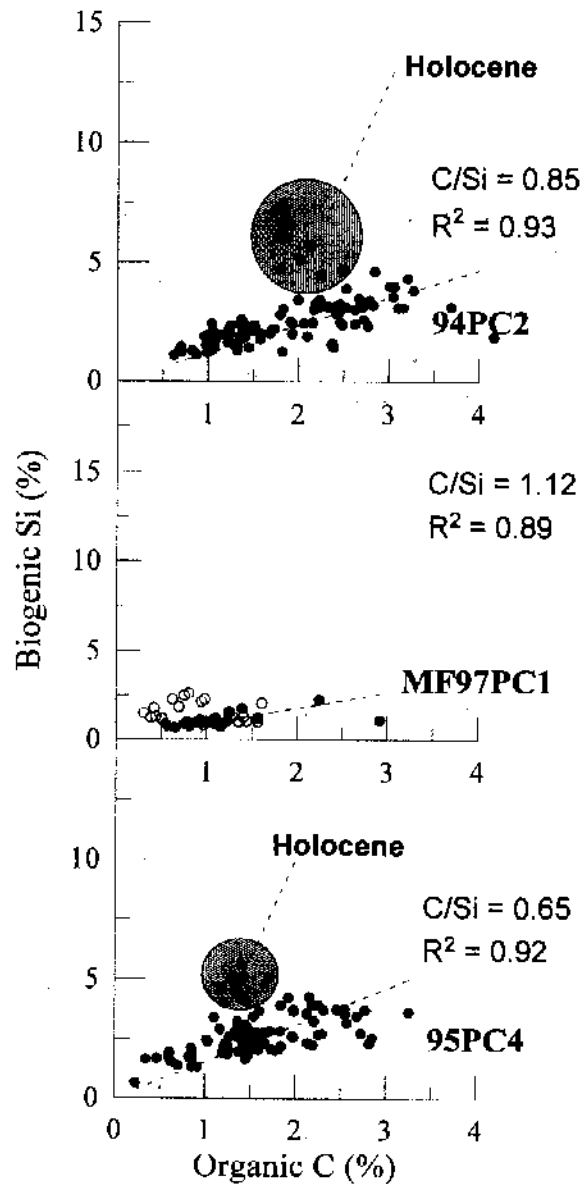 15
Holocene
10
C/Si = 0.85
R² = 0.93
5
94PC2
0
1 2 3 4
Biogenic Si (%)
15
C/Si = 1.12
R² = 0.89
10
5
MF97PC1
0
1 2 3 4
Holocene
10
C/Si = 0.65
R² = 0.92
5
95PC4
0
0 1 2 3 4
Organic C (%)